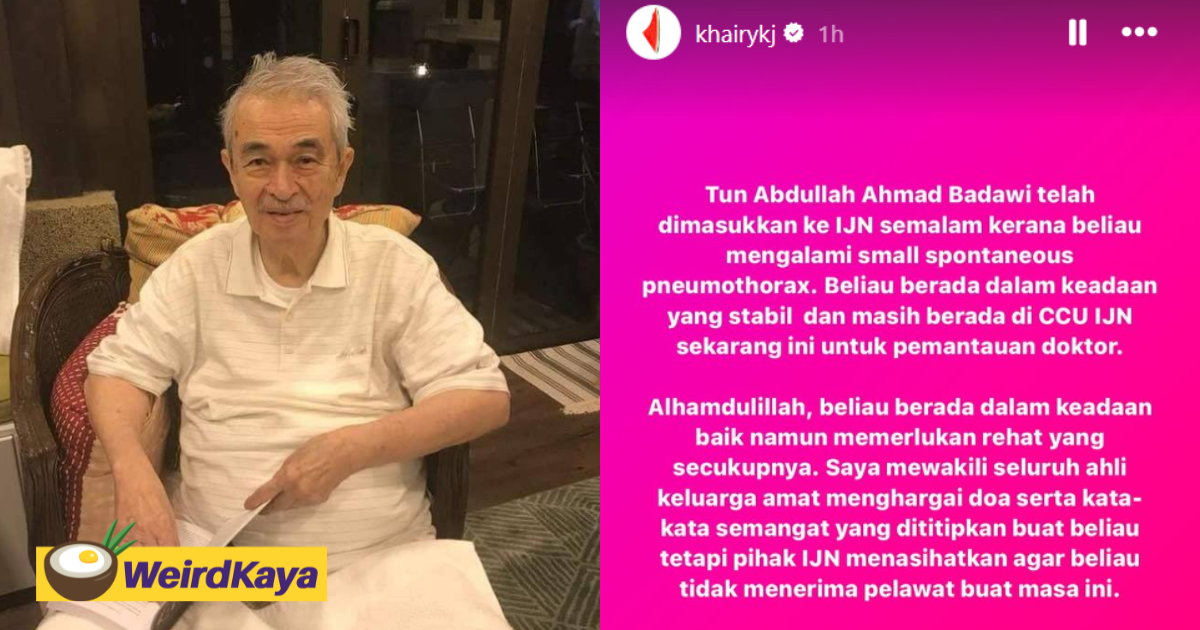 WeirdKaya
khairykj 1h
Tun Abdullah Ahmad Badawi telah
dimasukkan ke IJN semalam kerana beliau
mengalami small spontaneous
pneumothorax. Beliau berada dalam keadaan
yang stabil dan masih berada di CCU IJN
sekarang ini untuk pemantauan doktor.
Alhamdulillah, beliau berada dalam keadaan
baik namun memerlukan rehat yang
secukupnya. Saya mewakili seluruh ahli
keluarga amat menghargai doa serta kata-
kata semangat yang dititipkan buat beliau
tetapi pihak IJN menasihatkan agar beliau
tidak menerima pelawat buat masa ini.